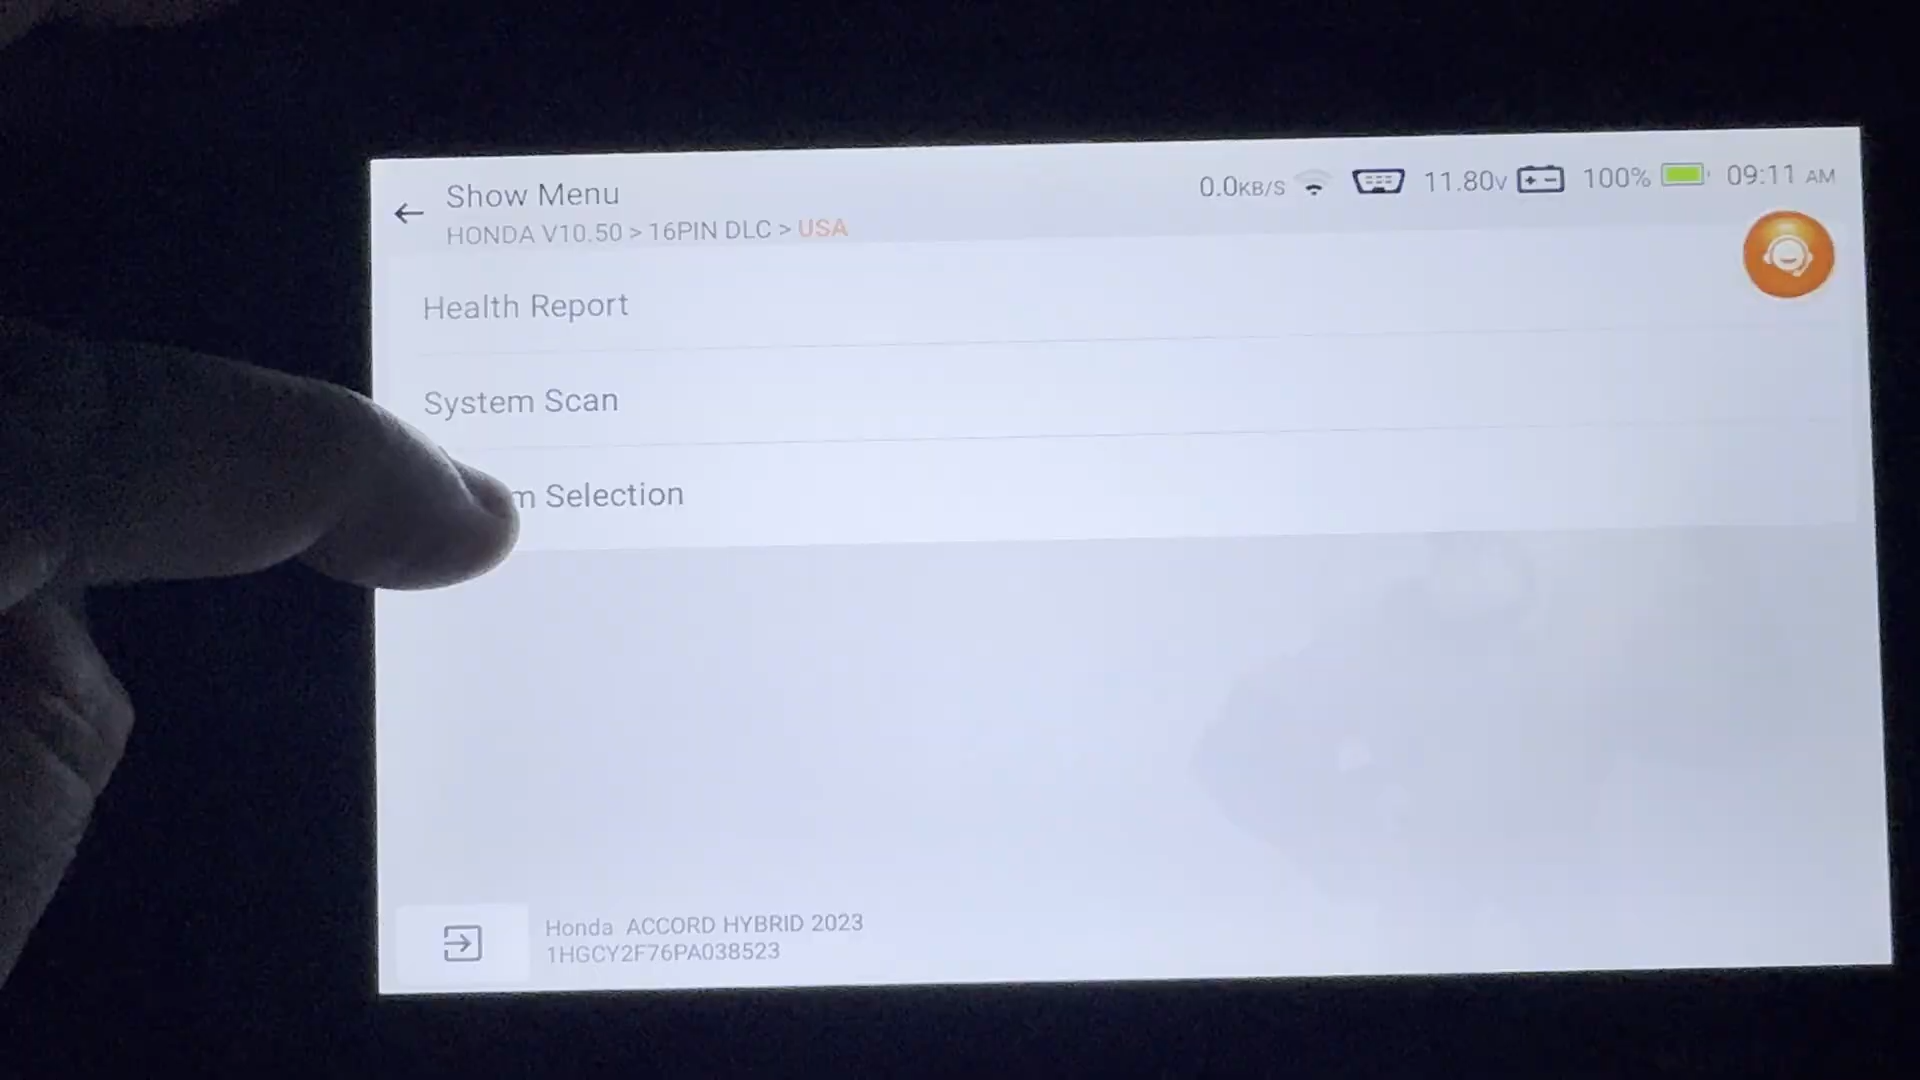 Show Menu
HONDA V10.50 > 16PIN DLC > USA
0.0KB/S 11.80V 100% 09:11 AM
Health Report
System Scan
m Selection
Honda ACCORD HYBRID 2023
1HGCY2F76PA038523